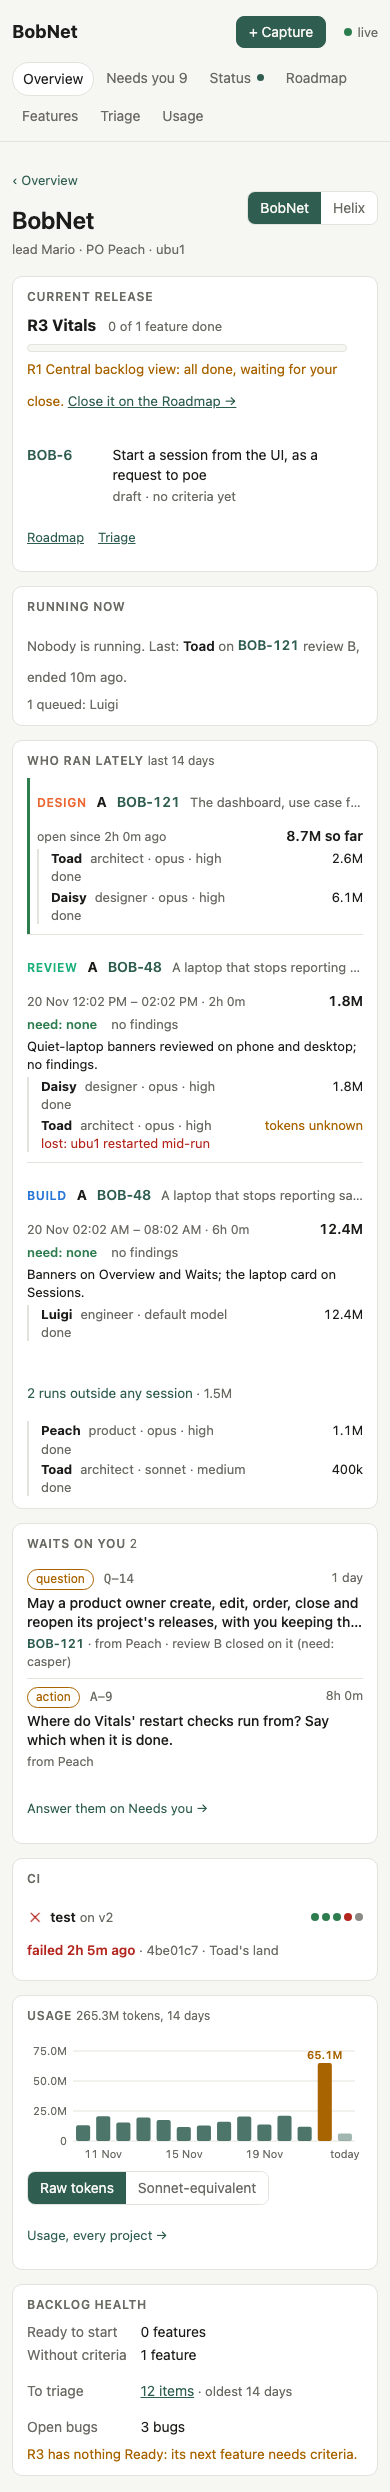 BobNet
+ Capture
live
Overview
Needs you 9
Status
Roadmap
Features
Triage
Usage
‹ Overview
BobNet
BobNet
Helix
lead Mario · PO Peach · ubu1
CURRENT RELEASE
R3 Vitals 0 of 1 feature done
R1 Central backlog view: all done, waiting for your
close. Close it on the Roadmap →
BOB-6
Start a session from the UI, as a
request to poe
draft · no criteria yet
Roadmap Triage
RUNNING NOW
Nobody is running. Last: Toad on BOB-121 review B,
ended 10m ago.
1 queued: Luigi
WHO RAN LATELY last 14 days
DESIGN A BOB-121 The dashboard, use case f...
open since 2h 0m ago 8.7M so far
Toad architect · opus · high 2.6M
done
Daisy designer · opus · high 6.1M
done
REVIEW A BOB-48 A laptop that stops reporting ...
20 Nov 12:02 PM – 02:02 PM · 2h 0m 1.8M
need: none no findings
Quiet-laptop banners reviewed on phone and desktop;
no findings.
Daisy designer · opus · high 1.8M
done
Toad architect · opus · high tokens unknown
lost: ubu1 restarted mid-run
BUILD A BOB-48 A laptop that stops reporting sa...
20 Nov 02:02 AM – 08:02 AM · 6h 0m 12.4M
need: none no findings
Banners on Overview and Waits; the laptop card on
Sessions.
Luigi engineer · default model 12.4M
done
2 runs outside any session · 1.5M
Peach product · opus · high 1.1M
done
Toad architect · sonnet · medium 400k
done
WAITS ON YOU 2
question Q-14 1 day
May a product owner create, edit, order, close and
reopen its project's releases, with you keeping th...
BOB-121 · from Peach · review B closed on it (need:
casper)
action A-9 8h 0m
Where do Vitals' restart checks run from? Say
which when it is done.
from Peach
Answer them on Needs you →
CI
× test on v2
failed 2h 5m ago · 4be01c7 · Toad's land
USAGE 265.3M tokens, 14 days
75.0M
50.0M
25.0M
0
65.1M
11 Nov 15 Nov 19 Nov today
Raw tokens Sonnet-equivalent
Usage, every project →
BACKLOG HEALTH
Ready to start 0 features
Without criteria 1 feature
To triage 12 items · oldest 14 days
Open bugs 3 bugs
R3 has nothing Ready: its next feature needs criteria.